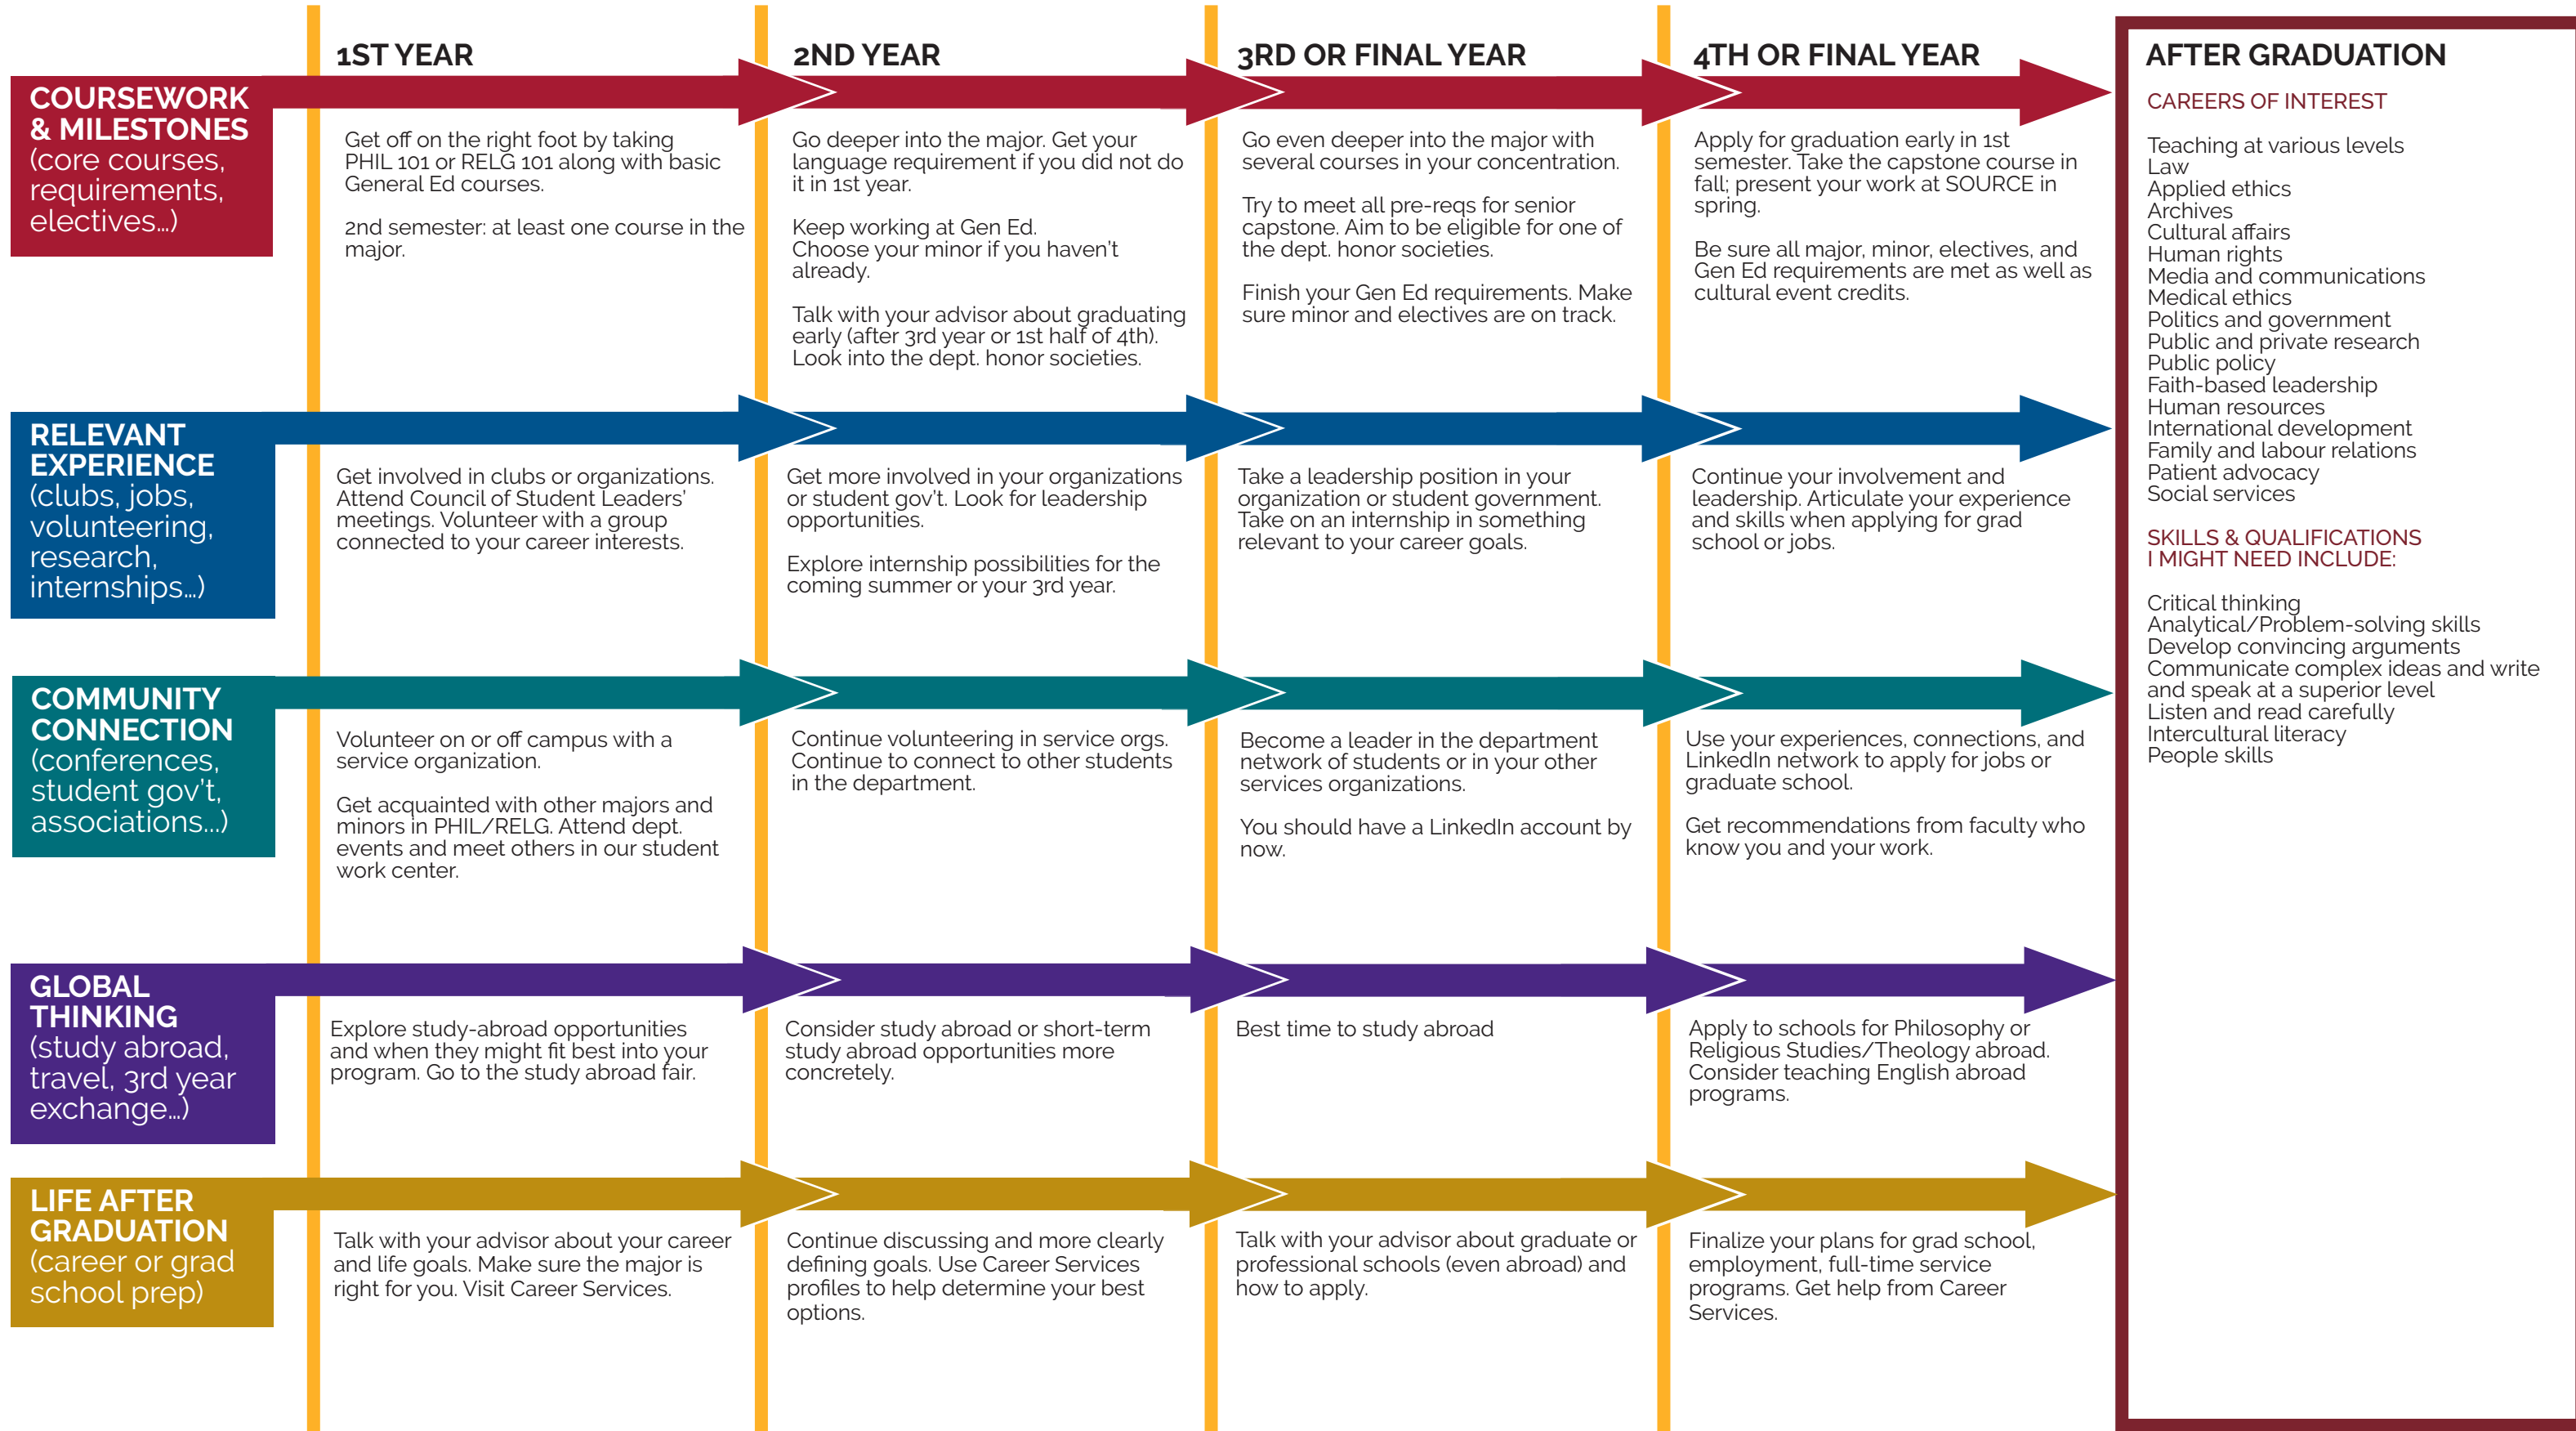 1ST YEAR
2ND YEAR
3RD OR FINAL YEAR
4TH OR FINAL YEAR
COURSEWORK
& MILESTONES
(core courses,
requirements,
electives...)
Get off on the right foot by taking
PHIL 101 or RELG 101 along with basic
General Ed courses.
2nd semester: at least one course in the
major.
Go deeper into the major. Get your
language requirement if you did not do
it in 1st year.
Keep working at Gen Ed.
Choose your minor if you haven't
already.
Talk with your advisor about graduating
early (after 3rd year or 1st half of 4th).
Look into the dept. honor societies.
Go even deeper into the major with
several courses in your concentration.
Try to meet all pre-reqs for senior
capstone. Aim to be eligible for one of
the dept. honor societies.
Finish your Gen Ed requirements. Make
sure minor and electives are on track.
Apply for graduation early in 1st
semester. Take the capstone course in
fall; present your work at SOURCE in
spring.
Be sure all major, minor, electives, and
Gen Ed requirements are met as well as
cultural event credits.
RELEVANT
EXPERIENCE
(clubs, jobs,
volunteering,
research,
internships...)
Get involved in clubs or organizations.
Attend Council of Student Leaders'
meetings. Volunteer with a group
connected to your career interests.
Get more involved in your organizations
or student gov't. Look for leadership
opportunities.
Explore internship possibilities for the
coming summer or your 3rd year.
Take a leadership position in your
organization or student government.
Take on an internship in something
relevant to your career goals.
Continue your involvement and
leadership. Articulate your experience
and skills when applying for grad
school or jobs.
COMMUNITY
CONNECTION
(conferences,
student gov't,
associations...)
Volunteer on or off campus with a
service organization.
Get acquainted with other majors and
minors in PHIL/RELG. Attend dept.
events and meet others in our student
work center.
Continue volunteering in service orgs.
Continue to connect to other students
in the department.
Become a leader in the department
network of students or in your other
services organizations.
You should have a LinkedIn account by
now.
Use your experiences, connections, and
LinkedIn network to apply for jobs or
graduate school.
Get recommendations from faculty who
know you and your work.
GLOBAL
THINKING
(study abroad,
travel, 3rd year
exchange...)
Explore study-abroad opportunities
and when they might fit best into your
program. Go to the study abroad fair.
Consider study abroad or short-term
study abroad opportunities more
concretely.
Best time to study abroad
Apply to schools for Philosophy or
Religious Studies/Theology abroad.
Consider teaching English abroad
programs.
LIFE AFTER
GRADUATION
(career or grad
school prep)
Talk with your advisor about your career
and life goals. Make sure the major is
right for you. Visit Career Services.
Continue discussing and more clearly
defining goals. Use Career Services
profiles to help determine your best
options.
Talk with your advisor about graduate or
professional schools (even abroad) and
how to apply.
Finalize your plans for grad school,
employment, full-time service
programs. Get help from Career
Services.
AFTER GRADUATION
CAREERS OF INTEREST
Teaching at various levels
Law
Applied ethics
Archives
Cultural affairs
Human rights
Media and communications
Medical ethics
Politics and government
Public and private research
Public policy
Faith-based leadership
Human resources
International development
Family and labour relations
Patient advocacy
Social services
SKILLS & QUALIFICATIONS
I MIGHT NEED INCLUDE:
Critical thinking
Analytical/Problem-solving skills
Develop convincing arguments
Communicate complex ideas and write
and speak at a superior level
Listen and read carefully
Intercultural literacy
People skills